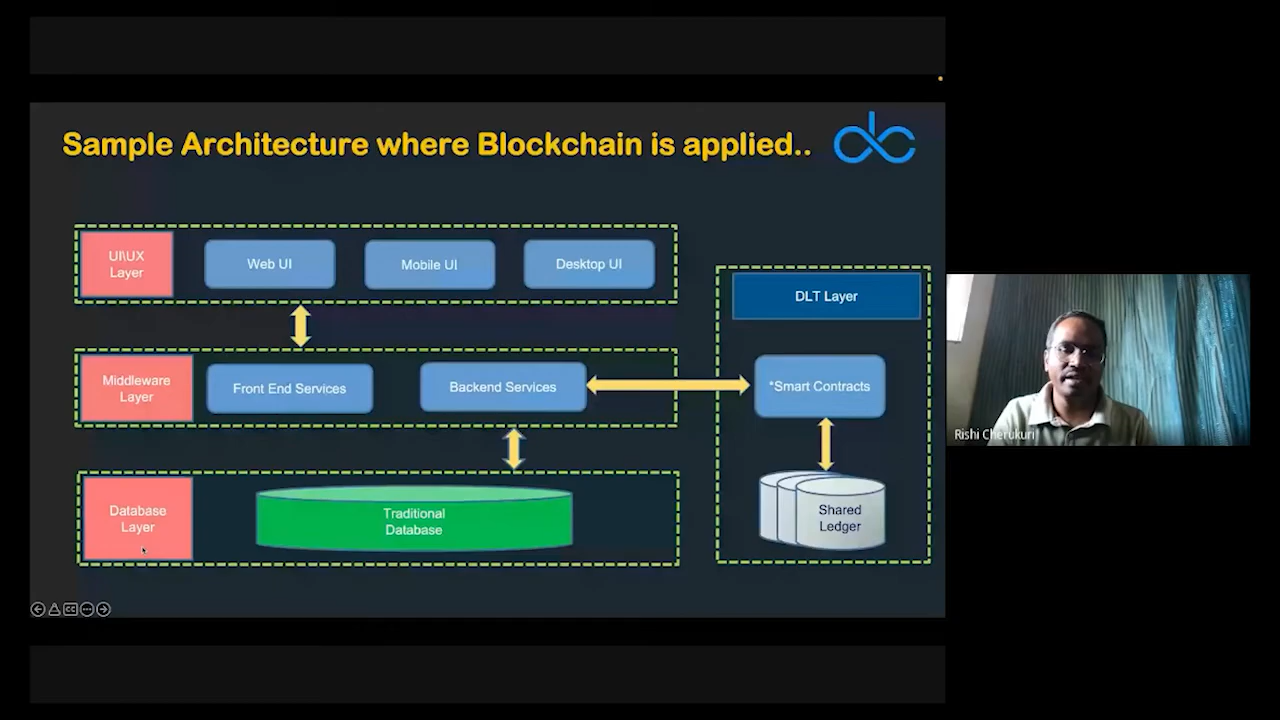 Sample Architecture where Blockchain is applied..
UI\UX
Layer
Web UI
Mobile UI
Desktop UI
DLT Layer
Middleware
Layer
Front End Services
Backend Services
*Smart Contracts
Database
Layer
Traditional
Database
Shared
Ledger
Rishi Cherukuri